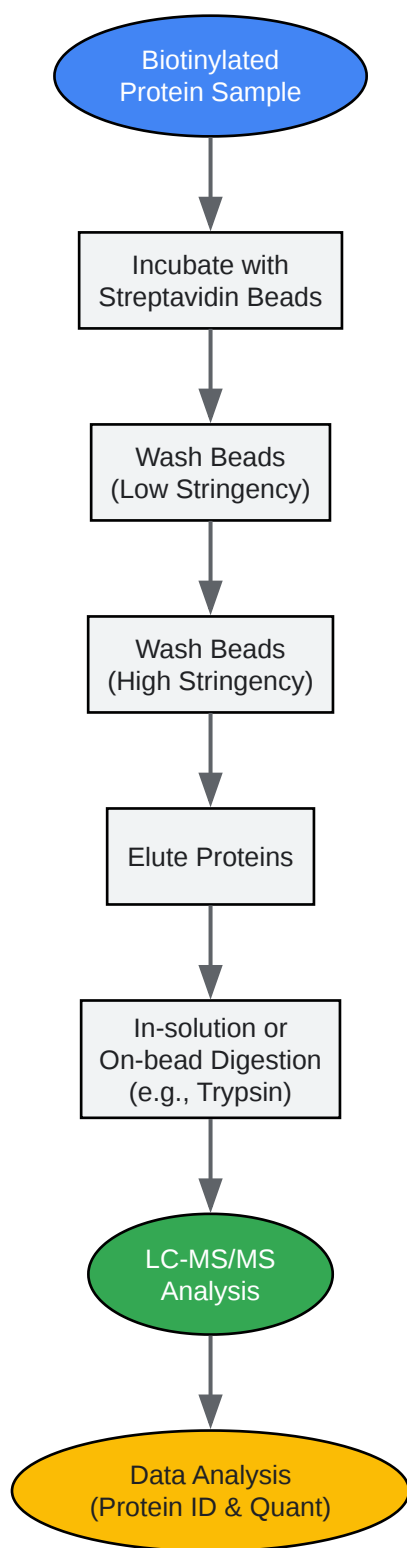 Biotinylated
Protein Sample
Incubate with
Streptavidin Beads
Wash Beads
(Low Stringency)
Wash Beads
(High Stringency)
Elute Proteins
In-solution or
On-bead Digestion
(e.g., Trypsin)
LC-MS/MS
Analysis
Data Analysis
(Protein ID & Quant)